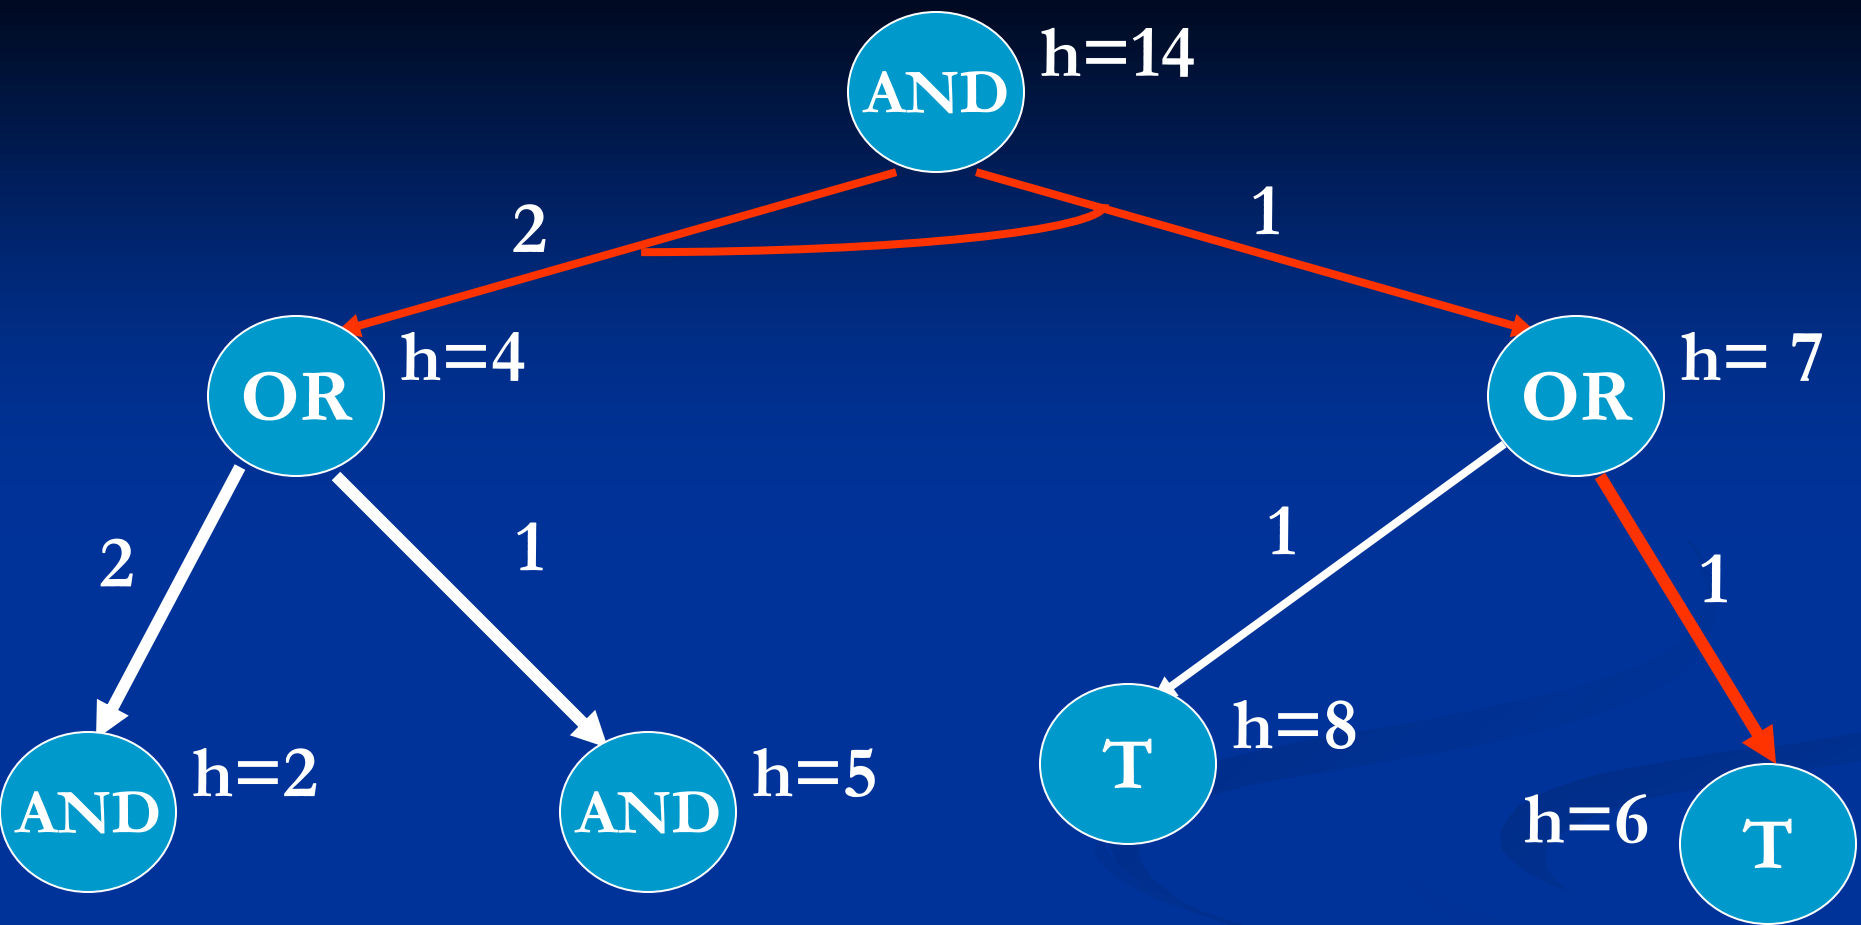 AND h=14
2 1
OR h=4 OR h= 7
2 1 1 1
AND h=2 AND h=5 T h=8 h=6 T